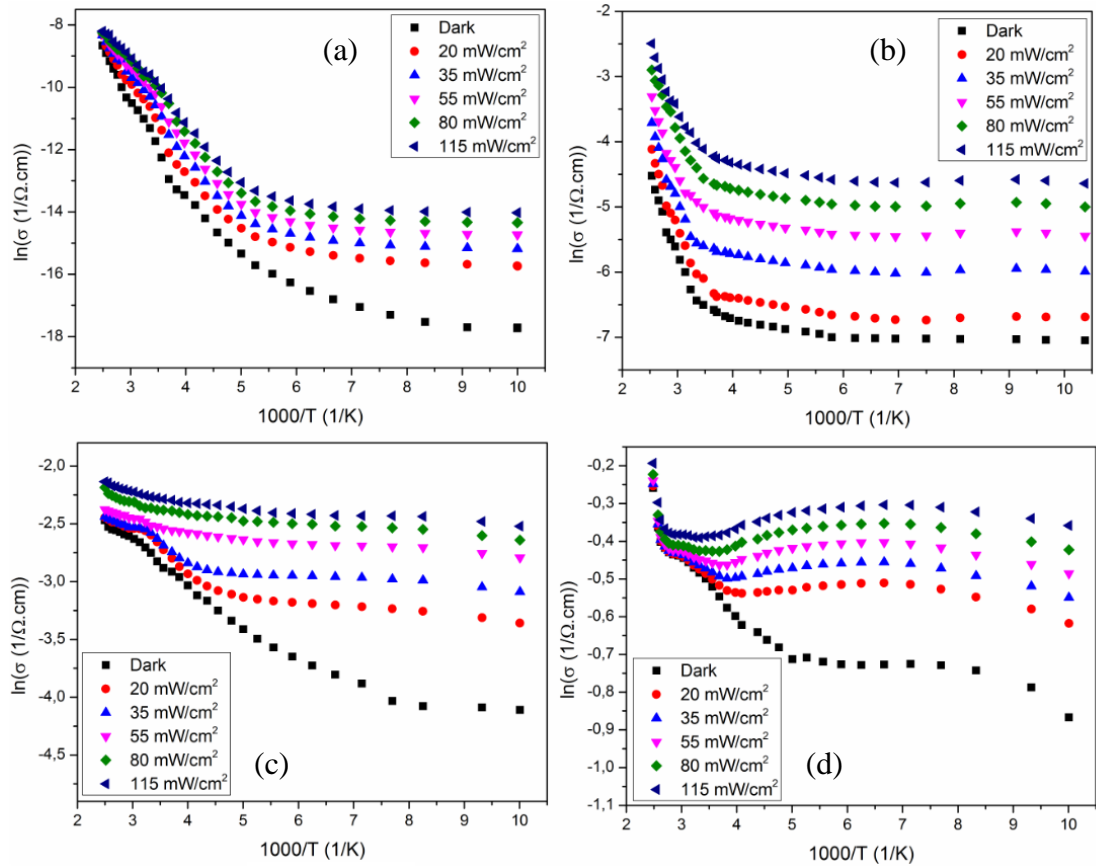 (a)
Dark
20 mW/cm²
35 mW/cm²
55 mW/cm²
80 mW/cm²
115 mW/cm²
-8
-10
-12
-14
-16
-18
ln(σ (1/Ω.cm))
2 3 4 5 6 7 8 9 10
1000/T (1/K)
(b)
Dark
20 mW/cm²
35 mW/cm²
55 mW/cm²
80 mW/cm²
115 mW/cm²
-2
-3
-4
-5
-6
-7
ln(σ (1/Ω.cm))
2 3 4 5 6 7 8 9 10
1000/T (1/K)
-2,0
-2,5
-3,0
-3,5
-4,0
-4,5
ln(σ (1/Ω.cm))
Dark
20 mW/cm²
35 mW/cm²
55 mW/cm²
80 mW/cm²
115 mW/cm²
(c)
2 3 4 5 6 7 8 9 10
1000/T (1/K)
-0,2
-0,3
-0,4
-0,5
-0,6
-0,7
-0,8
-0,9
-1,0
-1,1
ln(σ (1/Ω.cm))
Dark
20 mW/cm²
35 mW/cm²
55 mW/cm²
80 mW/cm²
115 mW/cm²
(d)
2 3 4 5 6 7 8 9 10
1000/T (1/K)